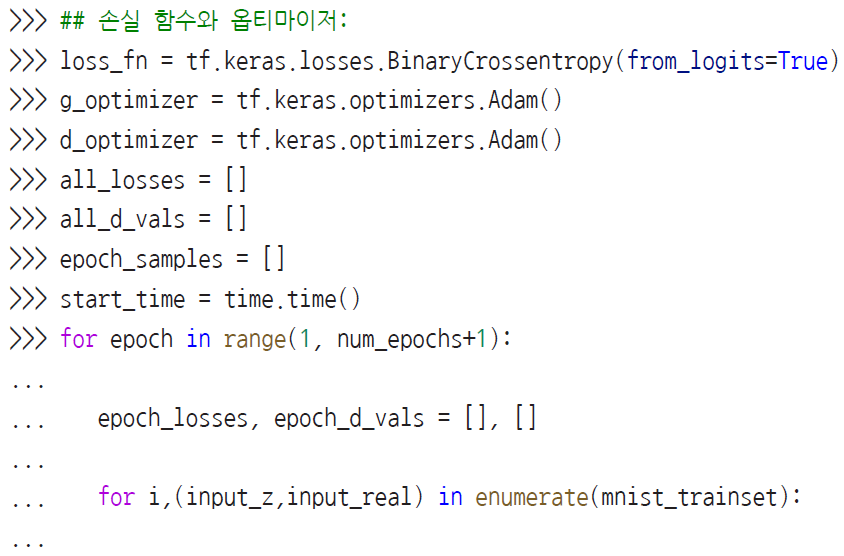 >>> ## 손실 함수와 옵티마이저:
>>> loss_fn = tf.keras.losses.BinaryCrossentropy(from_logits=True)
>>> g_optimizer = tf.keras.optimizers.Adam()
>>> d_optimizer = tf.keras.optimizers.Adam()
>>> all_losses = []
>>> all_d_vals = []
>>> epoch_samples = []
>>> start_time = time.time()
>>> for epoch in range(1, num_epochs+1):
...
...    epoch_losses, epoch_d_vals = [], []
...
...    for i,(input_z,input_real) in enumerate(mnist_trainset):
...